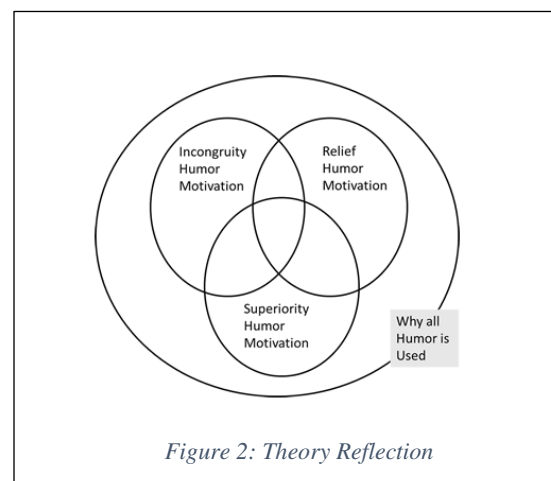 Incongruity
Humor
Motivation
Relief
Humor
Motivation
Superiority
Humor
Motivation
Why all
Humor is
Used
Figure 2: Theory Reflection